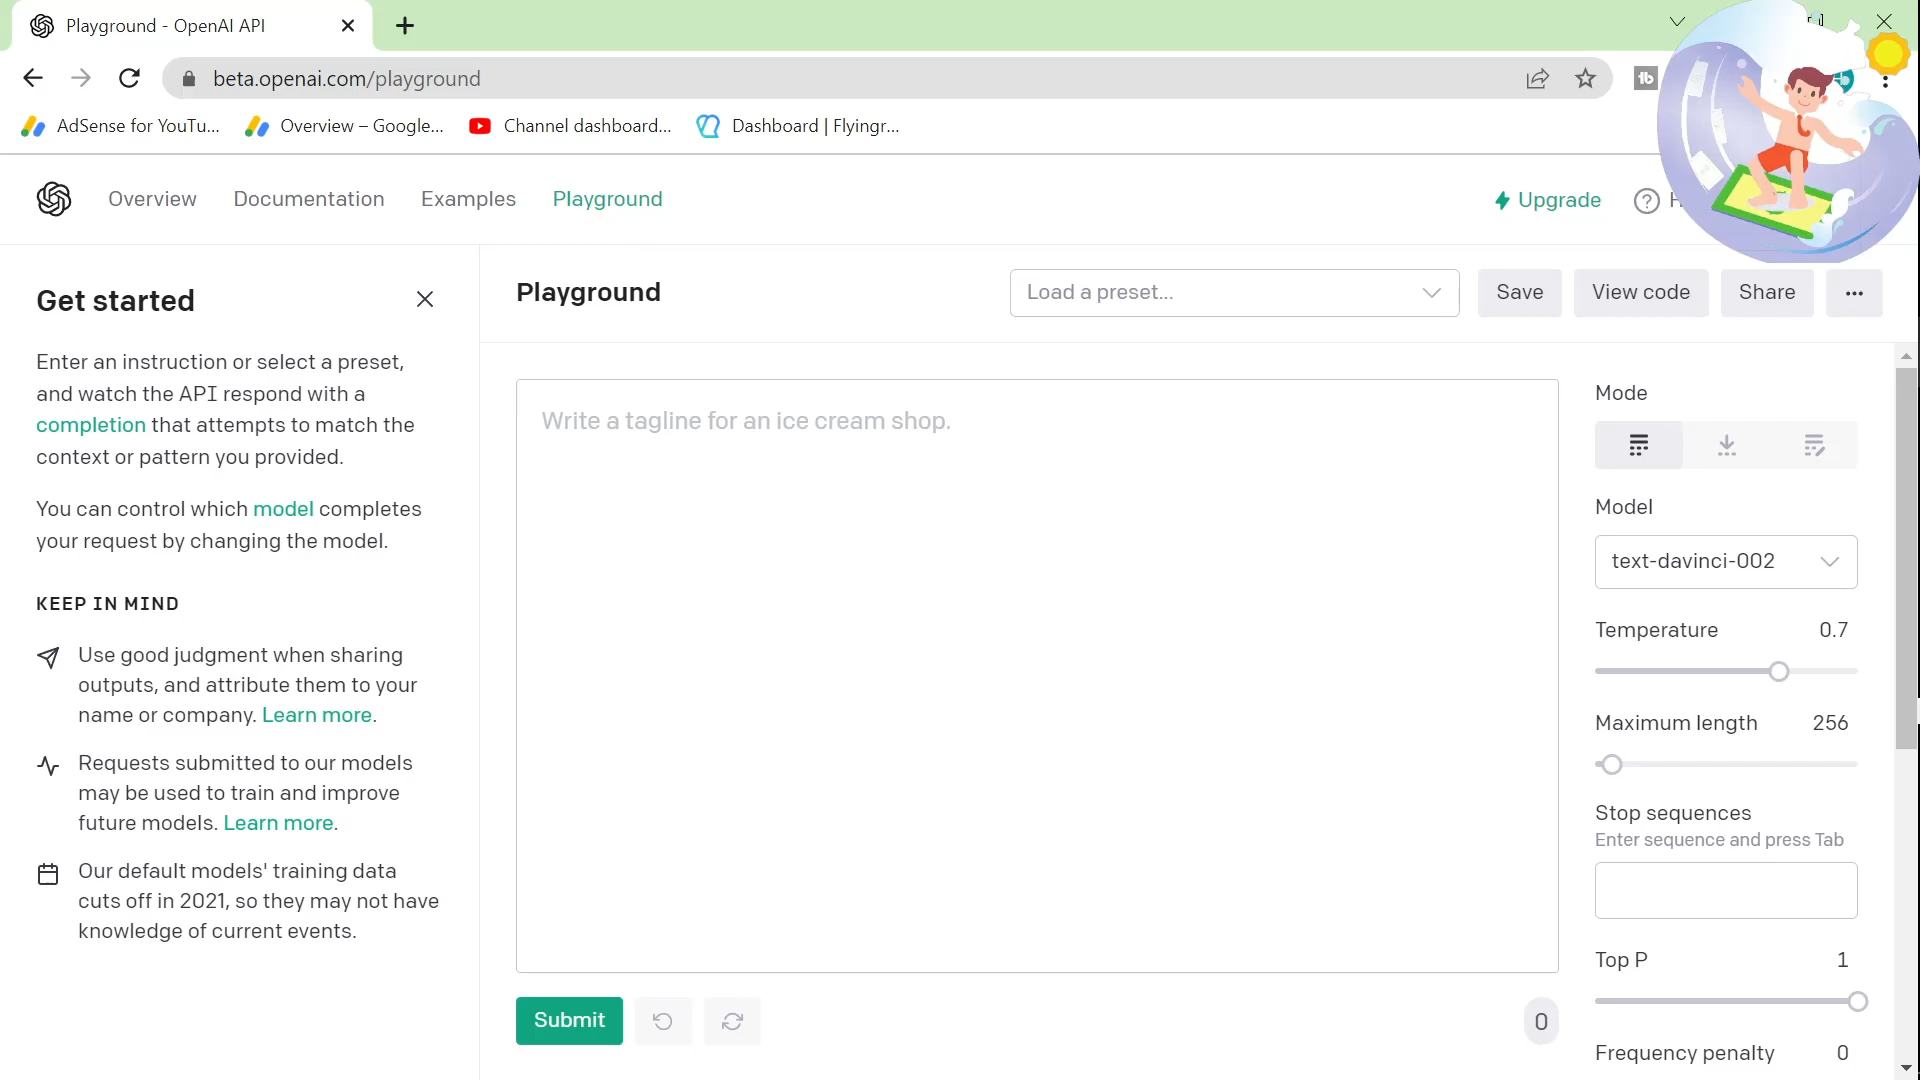 Playground - OpenAI API
beta.openai.com/playground
AdSense for YouTu...
Overview – Google...
Channel dashboard...
Dashboard | Flyingr...
Overview
Documentation
Examples
Playground
Upgrade
Get started
Playground
Load a preset...
Save
View code
Share
Enter an instruction or select a preset,
and watch the API respond with a
completion that attempts to match the
context or pattern you provided.
You can control which model completes
your request by changing the model.
KEEP IN MIND
Use good judgment when sharing
outputs, and attribute them to your
name or company. Learn more.
Requests submitted to our models
may be used to train and improve
future models. Learn more.
Our default models' training data
cuts off in 2021, so they may not have
knowledge of current events.
Write a tagline for an ice cream shop.
Submit
0
Mode
Model
text-davinci-002
Temperature 0.7
Maximum length 256
Stop sequences
Enter sequence and press Tab
Top P 1
Frequency penalty 0